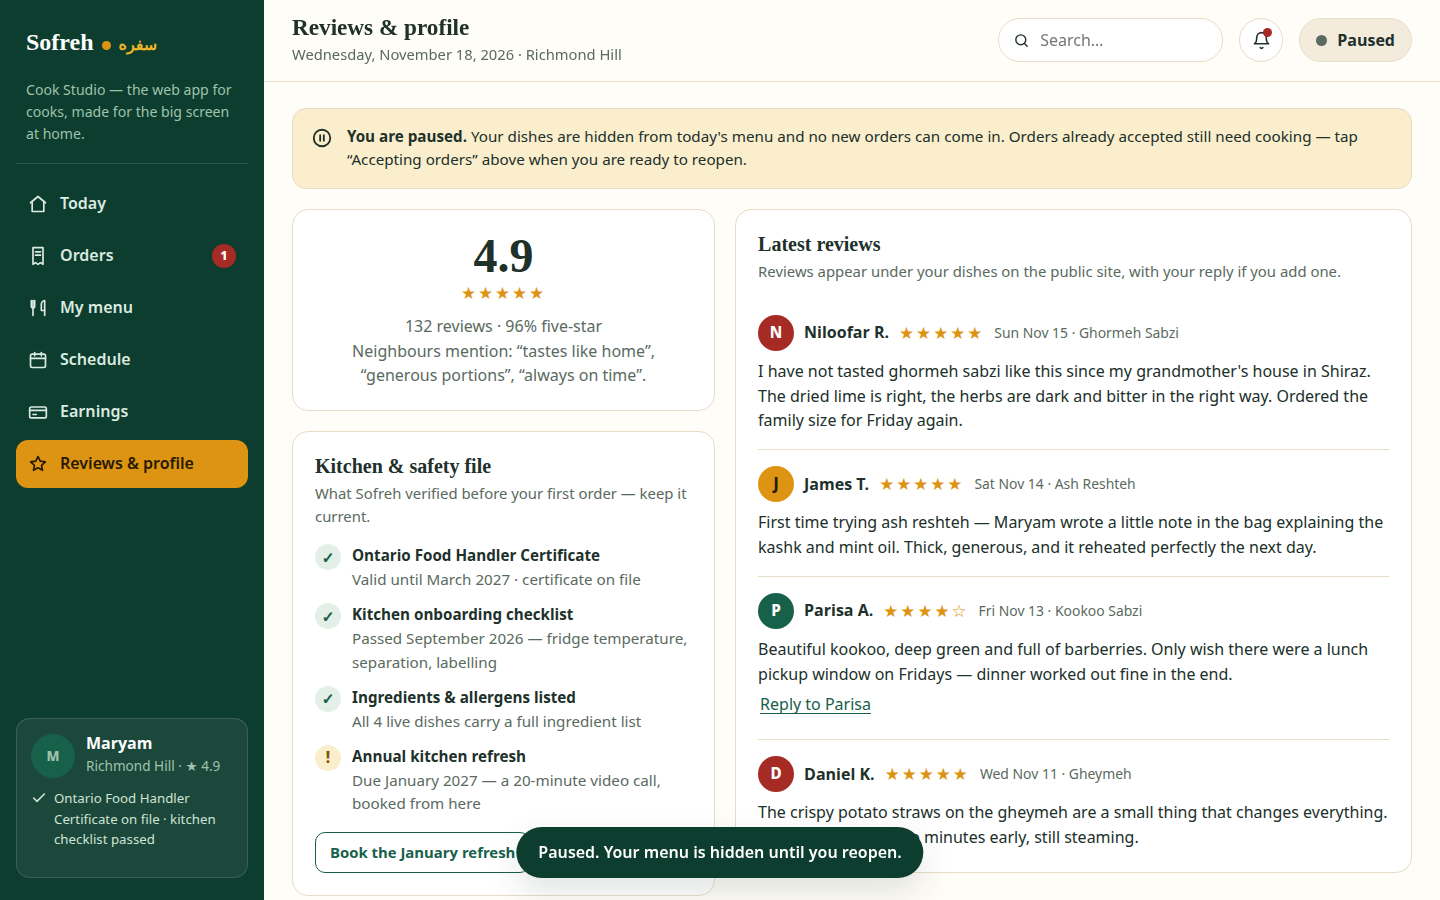 Sofreh سفره
Cook Studio — the web app for
cooks, made for the big screen
at home.
Today
Orders 1
My menu
Schedule
Earnings
Reviews & profile
M
Maryam
Richmond Hill · ★ 4.9
Ontario Food Handler
Certificate on file · kitchen
checklist passed
Reviews & profile
Wednesday, November 18, 2026 · Richmond Hill
Search...
Paused
You are paused. Your dishes are hidden from today's menu and no new orders can come in. Orders already accepted still need cooking — tap
“Accepting orders” above when you are ready to reopen.
4.9
★★★★★
132 reviews · 96% five-star
Neighbours mention: “tastes like home”,
“generous portions”, “always on time”.
Kitchen & safety file
What Sofreh verified before your first order — keep it
current.
✓ Ontario Food Handler Certificate
Valid until March 2027 · certificate on file
✓ Kitchen onboarding checklist
Passed September 2026 — fridge temperature,
separation, labelling
✓ Ingredients & allergens listed
All 4 live dishes carry a full ingredient list
! Annual kitchen refresh
Due January 2027 — a 20-minute video call,
booked from here
Book the January refresh
Latest reviews
Reviews appear under your dishes on the public site, with your reply if you add one.
N Niloofar R. ★★★★★ Sun Nov 15 · Ghormeh Sabzi
I have not tasted ghormeh sabzi like this since my grandmother's house in Shiraz.
The dried lime is right, the herbs are dark and bitter in the right way. Ordered the
family size for Friday again.
J James T. ★★★★★ Sat Nov 14 · Ash Reshteh
First time trying ash reshteh — Maryam wrote a little note in the bag explaining the
kashk and mint oil. Thick, generous, and it reheated perfectly the next day.
P Parisa A. ★★★★☆ Fri Nov 13 · Kookoo Sabzi
Beautiful kookoo, deep green and full of barberries. Only wish there were a lunch
pickup window on Fridays — dinner worked out fine in the end.
Reply to Parisa
D Daniel K. ★★★★★ Wed Nov 11 · Gheymeh
The crispy potato straws on the gheymeh are a small thing that changes everything.
minutes early, still steaming.
Paused. Your menu is hidden until you reopen.